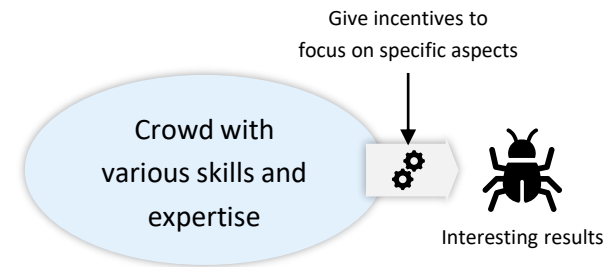 Give incentives to
focus on specific aspects
Crowd with
various skills and
expertise
Interesting results